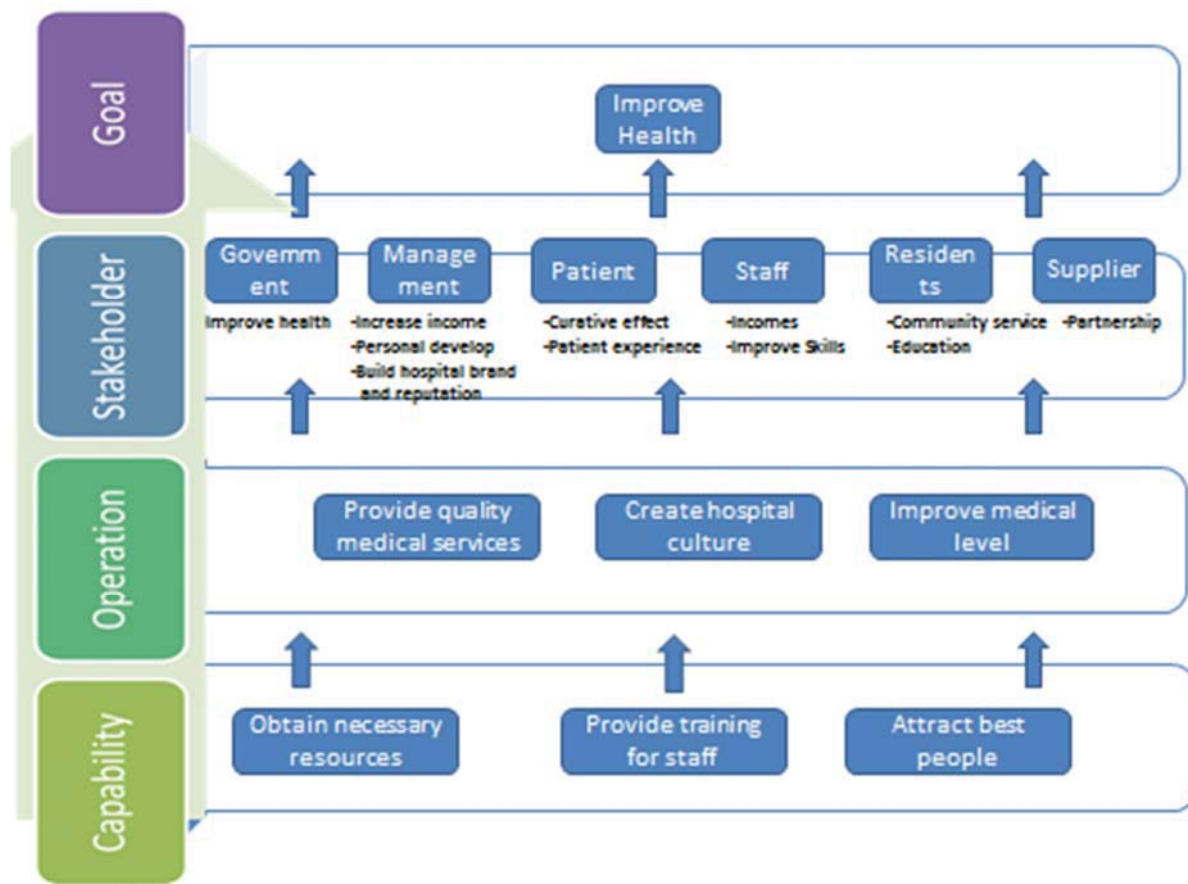 Goal
Improve
Health
Stakeholder
Governm
ent
Improve health
Manage
ment
-Increase income
-Personal develop
-Build hospital brand
and reputation
Patient
-Curative effect
-Patient experience
Staff
-Incomes
-Improve Skills
Residen
ts
-Community service
-Education
Supplier
-Partnership
Operation
Provide quality
medical services
Create hospital
culture
Improve medical
level
Capability
Obtain necessary
resources
Provide training
for staff
Attract best
people